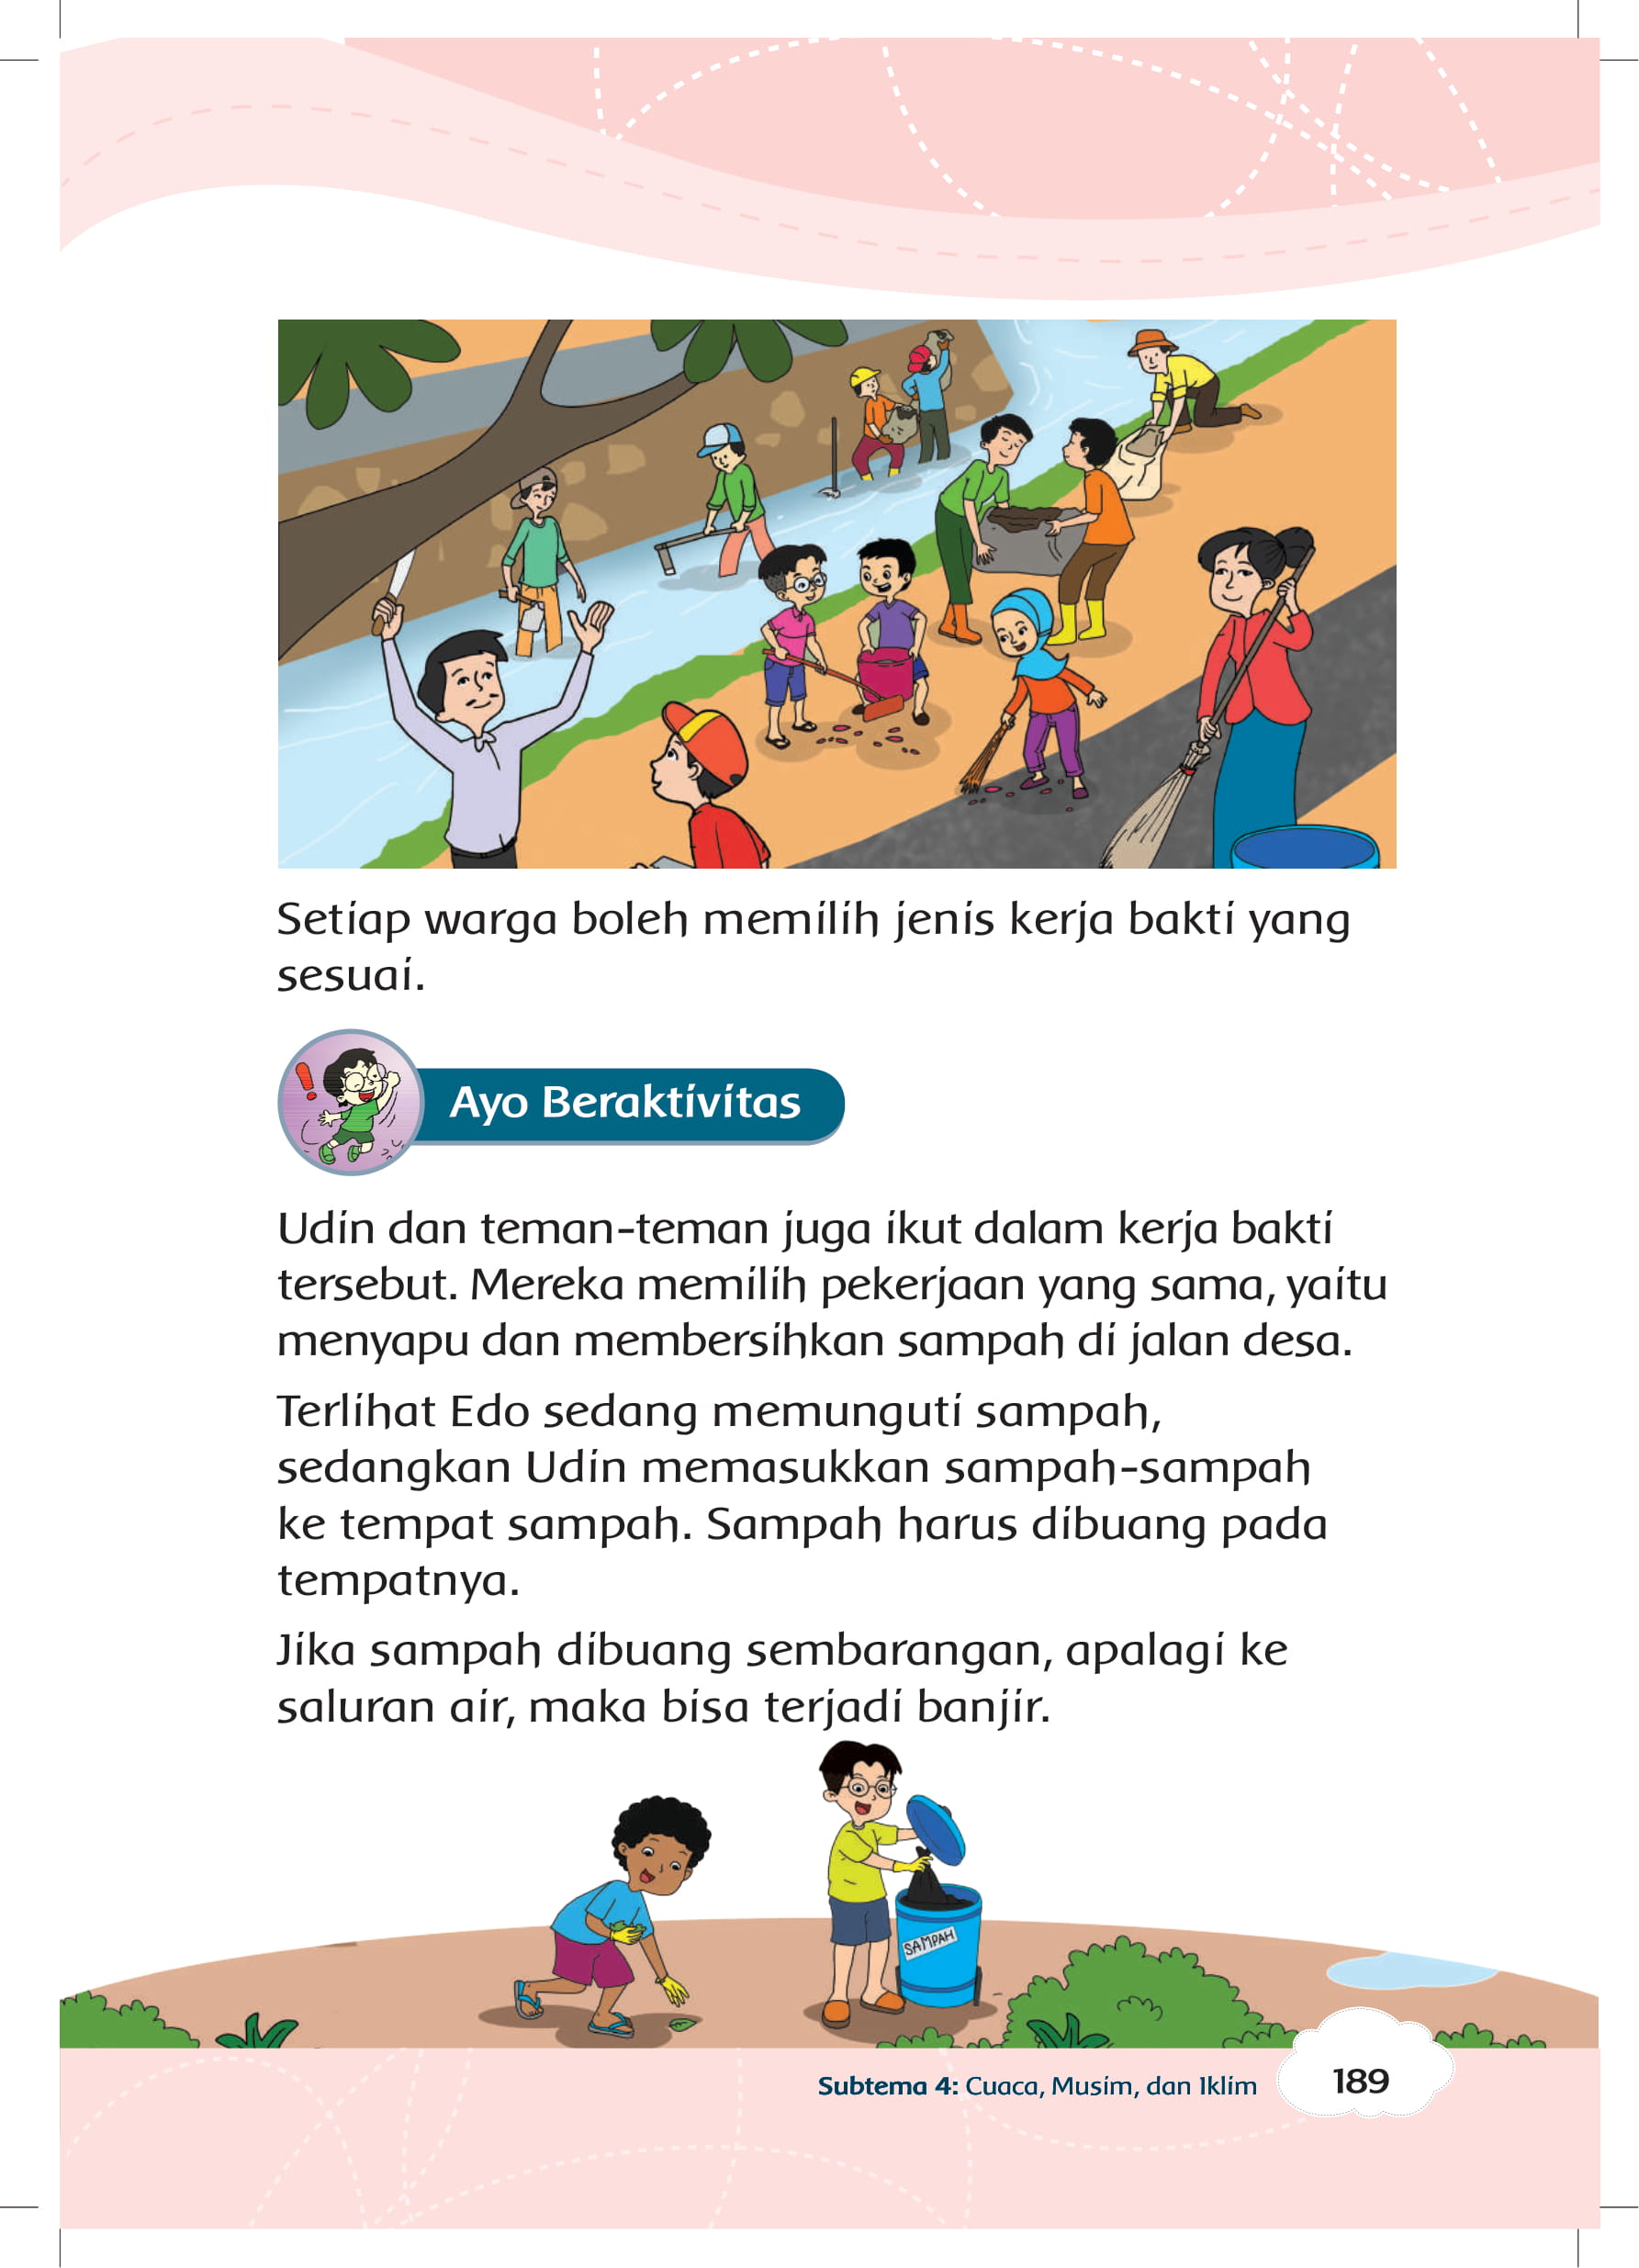 Setiap warga boleh memilih jenis kerja bakti yang
sesuai.
Ayo Beraktivitas
Udin dan teman-teman juga ikut dalam kerja bakti
tersebut. Mereka memilih pekerjaan yang sama, yaitu
menyapu dan membersihkan sampah di jalan desa.
Terlihat Edo sedang memunguti sampah,
sedangkan Udin memasukkan sampah-sampah
ke tempat sampah. Sampah harus dibuang pada
tempatnya.
Jika sampah dibuang sembarangan, apalagi ke
saluran air, maka bisa terjadi banjir.
SAMPAH
Subtema 4: Cuaca, Musim, dan Iklim
189